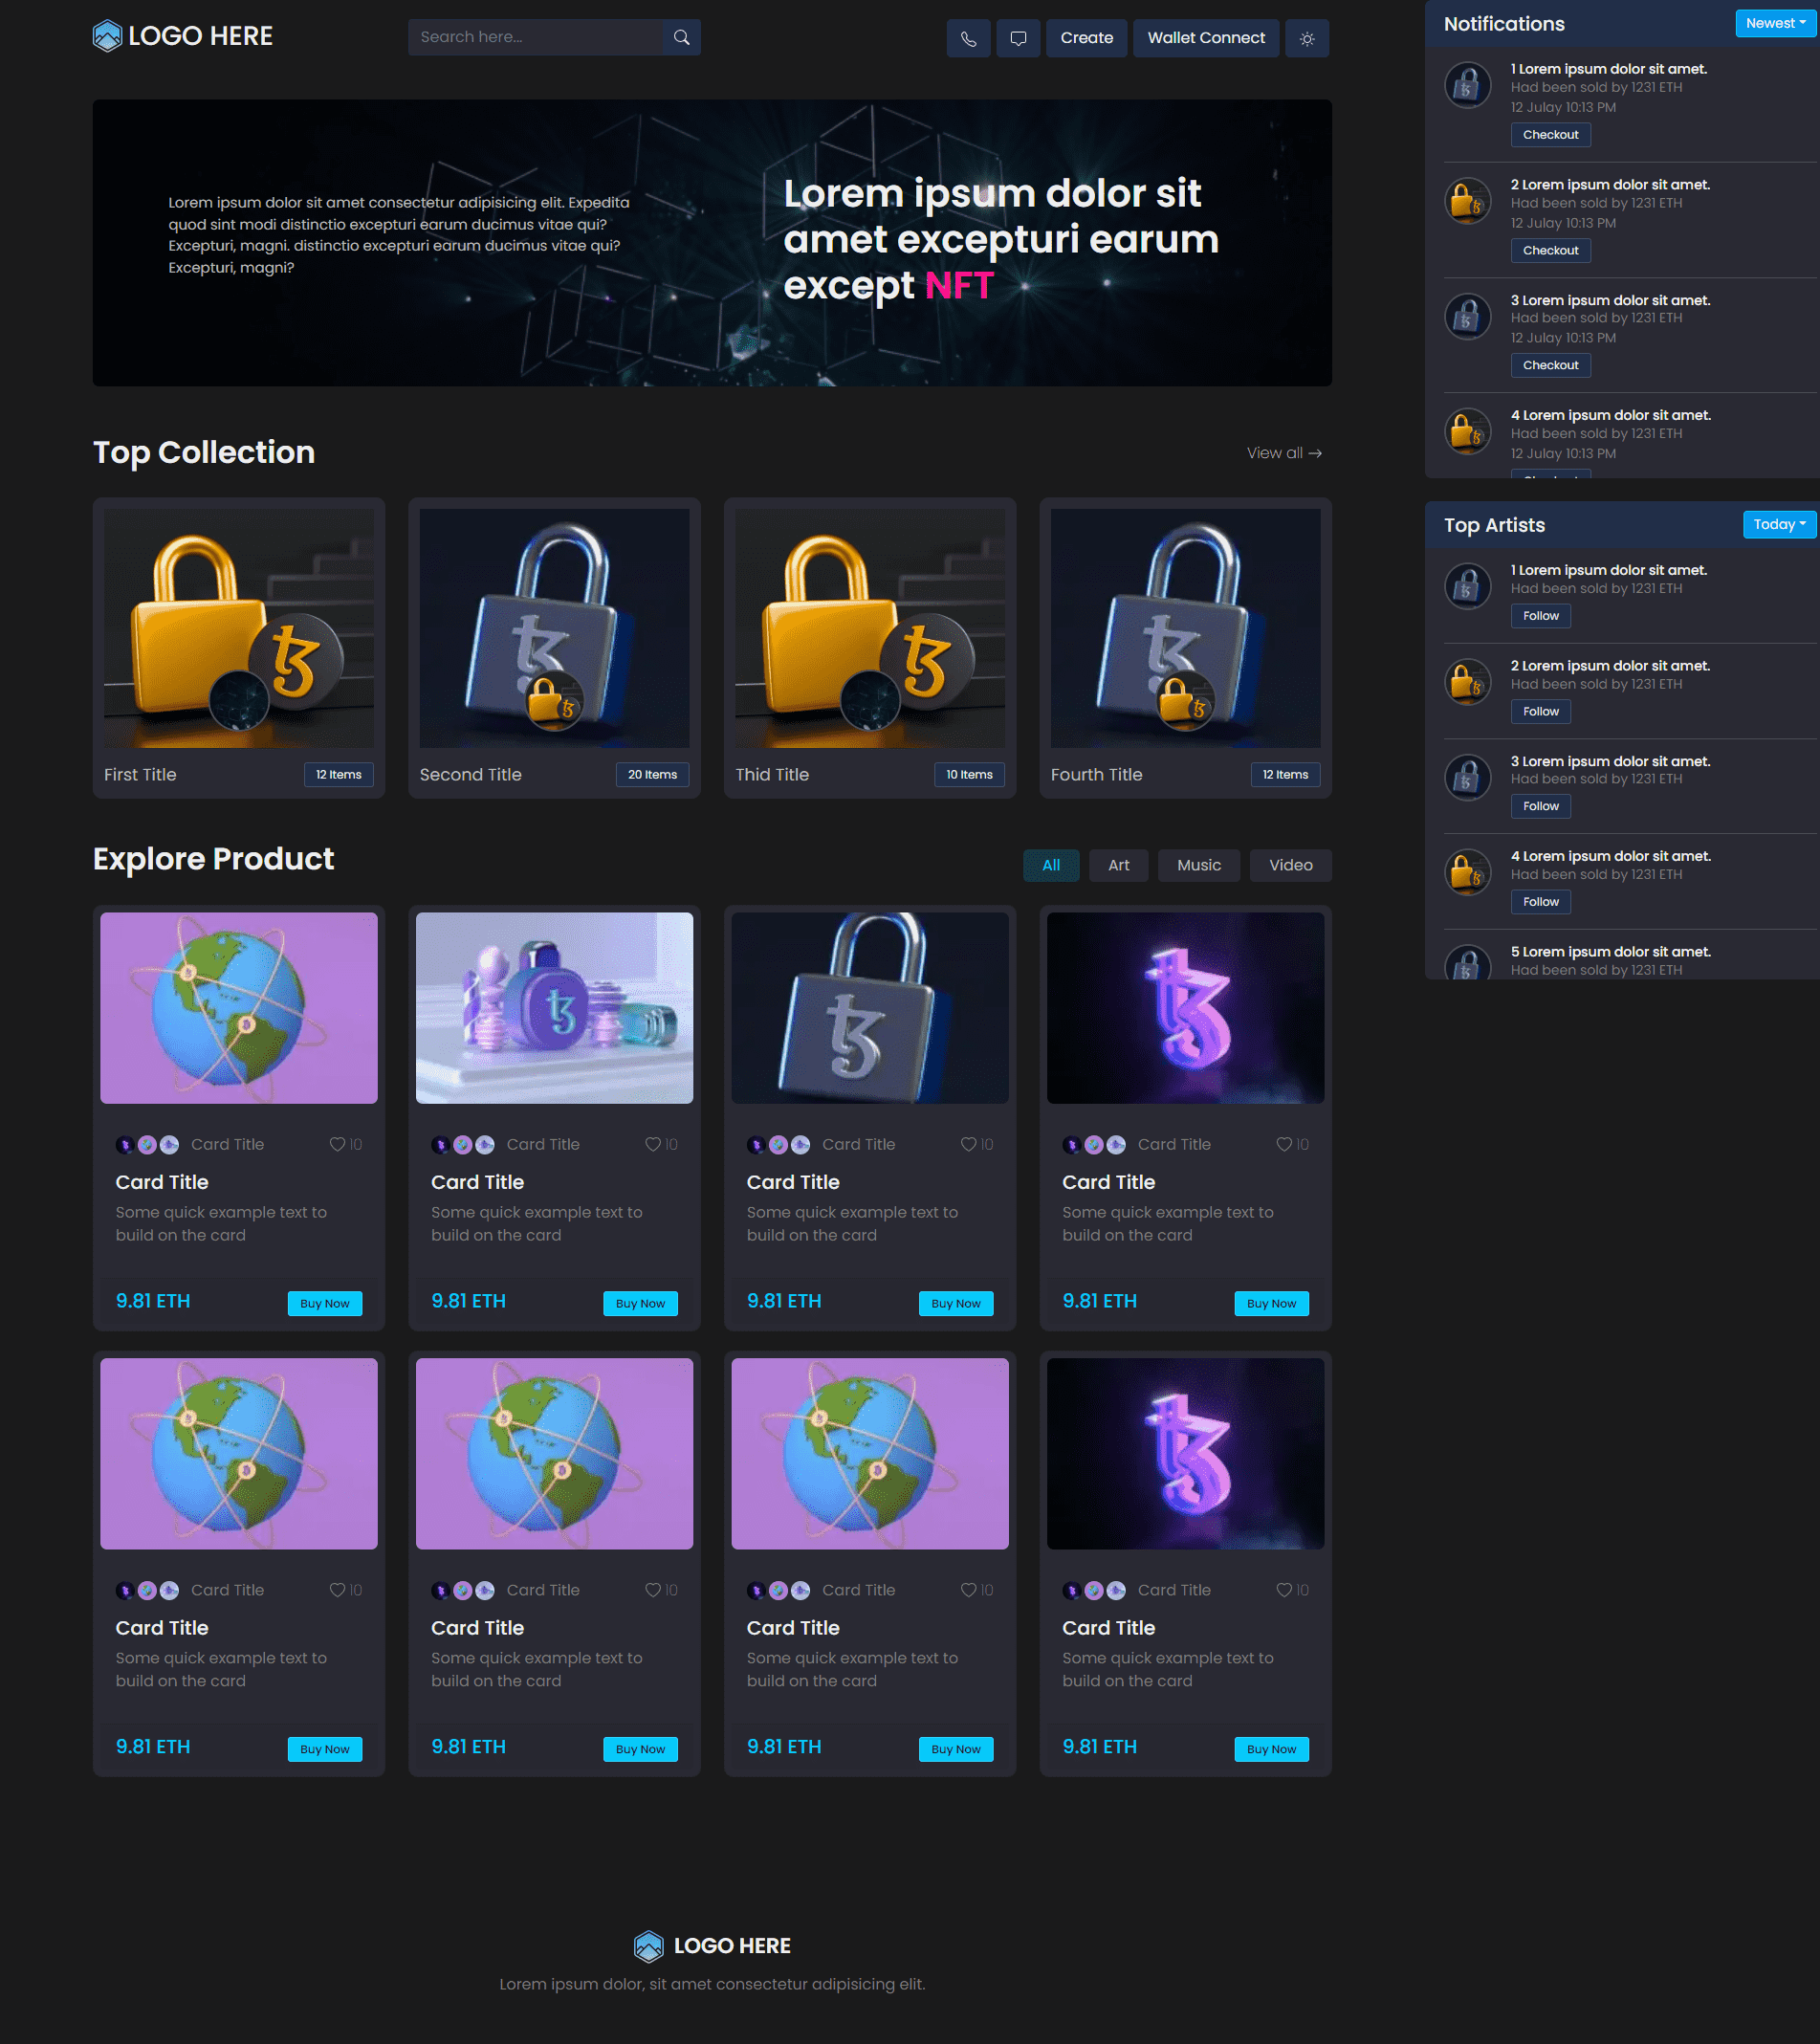 LOGO HERE
Search here...
Create
Wallet Connect
Lorem ipsum dolor sit amet consectetur adipisicing elit. Expedita
quod sint modi distinctio excepturi earum ducimus vitae qui?
Excepturi, magni. distinctio excepturi earum ducimus vitae qui?
Excepturi, magni?
Lorem ipsum dolor sit
amet excepturi earum
except NFT
Top Collection
View all →
First Title
12 Items
Second Title
20 Items
Thid Title
10 Items
Fourth Title
12 Items
Explore Product
All
Art
Music
Video
Card Title
10
Card Title
Some quick example text to
build on the card
9.81 ETH
Buy Now
Card Title
10
Card Title
Some quick example text to
build on the card
9.81 ETH
Buy Now
Card Title
10
Card Title
Some quick example text to
build on the card
9.81 ETH
Buy Now
Card Title
10
Card Title
Some quick example text to
build on the card
9.81 ETH
Buy Now
Card Title
10
Card Title
Some quick example text to
build on the card
9.81 ETH
Buy Now
Card Title
10
Card Title
Some quick example text to
build on the card
9.81 ETH
Buy Now
Card Title
10
Card Title
Some quick example text to
build on the card
9.81 ETH
Buy Now
Card Title
10
Card Title
Some quick example text to
build on the card
9.81 ETH
Buy Now
LOGO HERE
Lorem ipsum dolor, sit amet consectetur adipisicing elit.
Notifications
Newest
1 Lorem ipsum dolor sit amet.
Had been sold by 1231 ETH
12 Julay 10:13 PM
Checkout
2 Lorem ipsum dolor sit amet.
Had been sold by 1231 ETH
12 Julay 10:13 PM
Checkout
3 Lorem ipsum dolor sit amet.
Had been sold by 1231 ETH
12 Julay 10:13 PM
Checkout
4 Lorem ipsum dolor sit amet.
Had been sold by 1231 ETH
12 Julay 10:13 PM
Top Artists
Today
1 Lorem ipsum dolor sit amet.
Had been sold by 1231 ETH
Follow
2 Lorem ipsum dolor sit amet.
Had been sold by 1231 ETH
Follow
3 Lorem ipsum dolor sit amet.
Had been sold by 1231 ETH
Follow
4 Lorem ipsum dolor sit amet.
Had been sold by 1231 ETH
Follow
5 Lorem ipsum dolor sit amet.
Had been sold by 1231 ETH